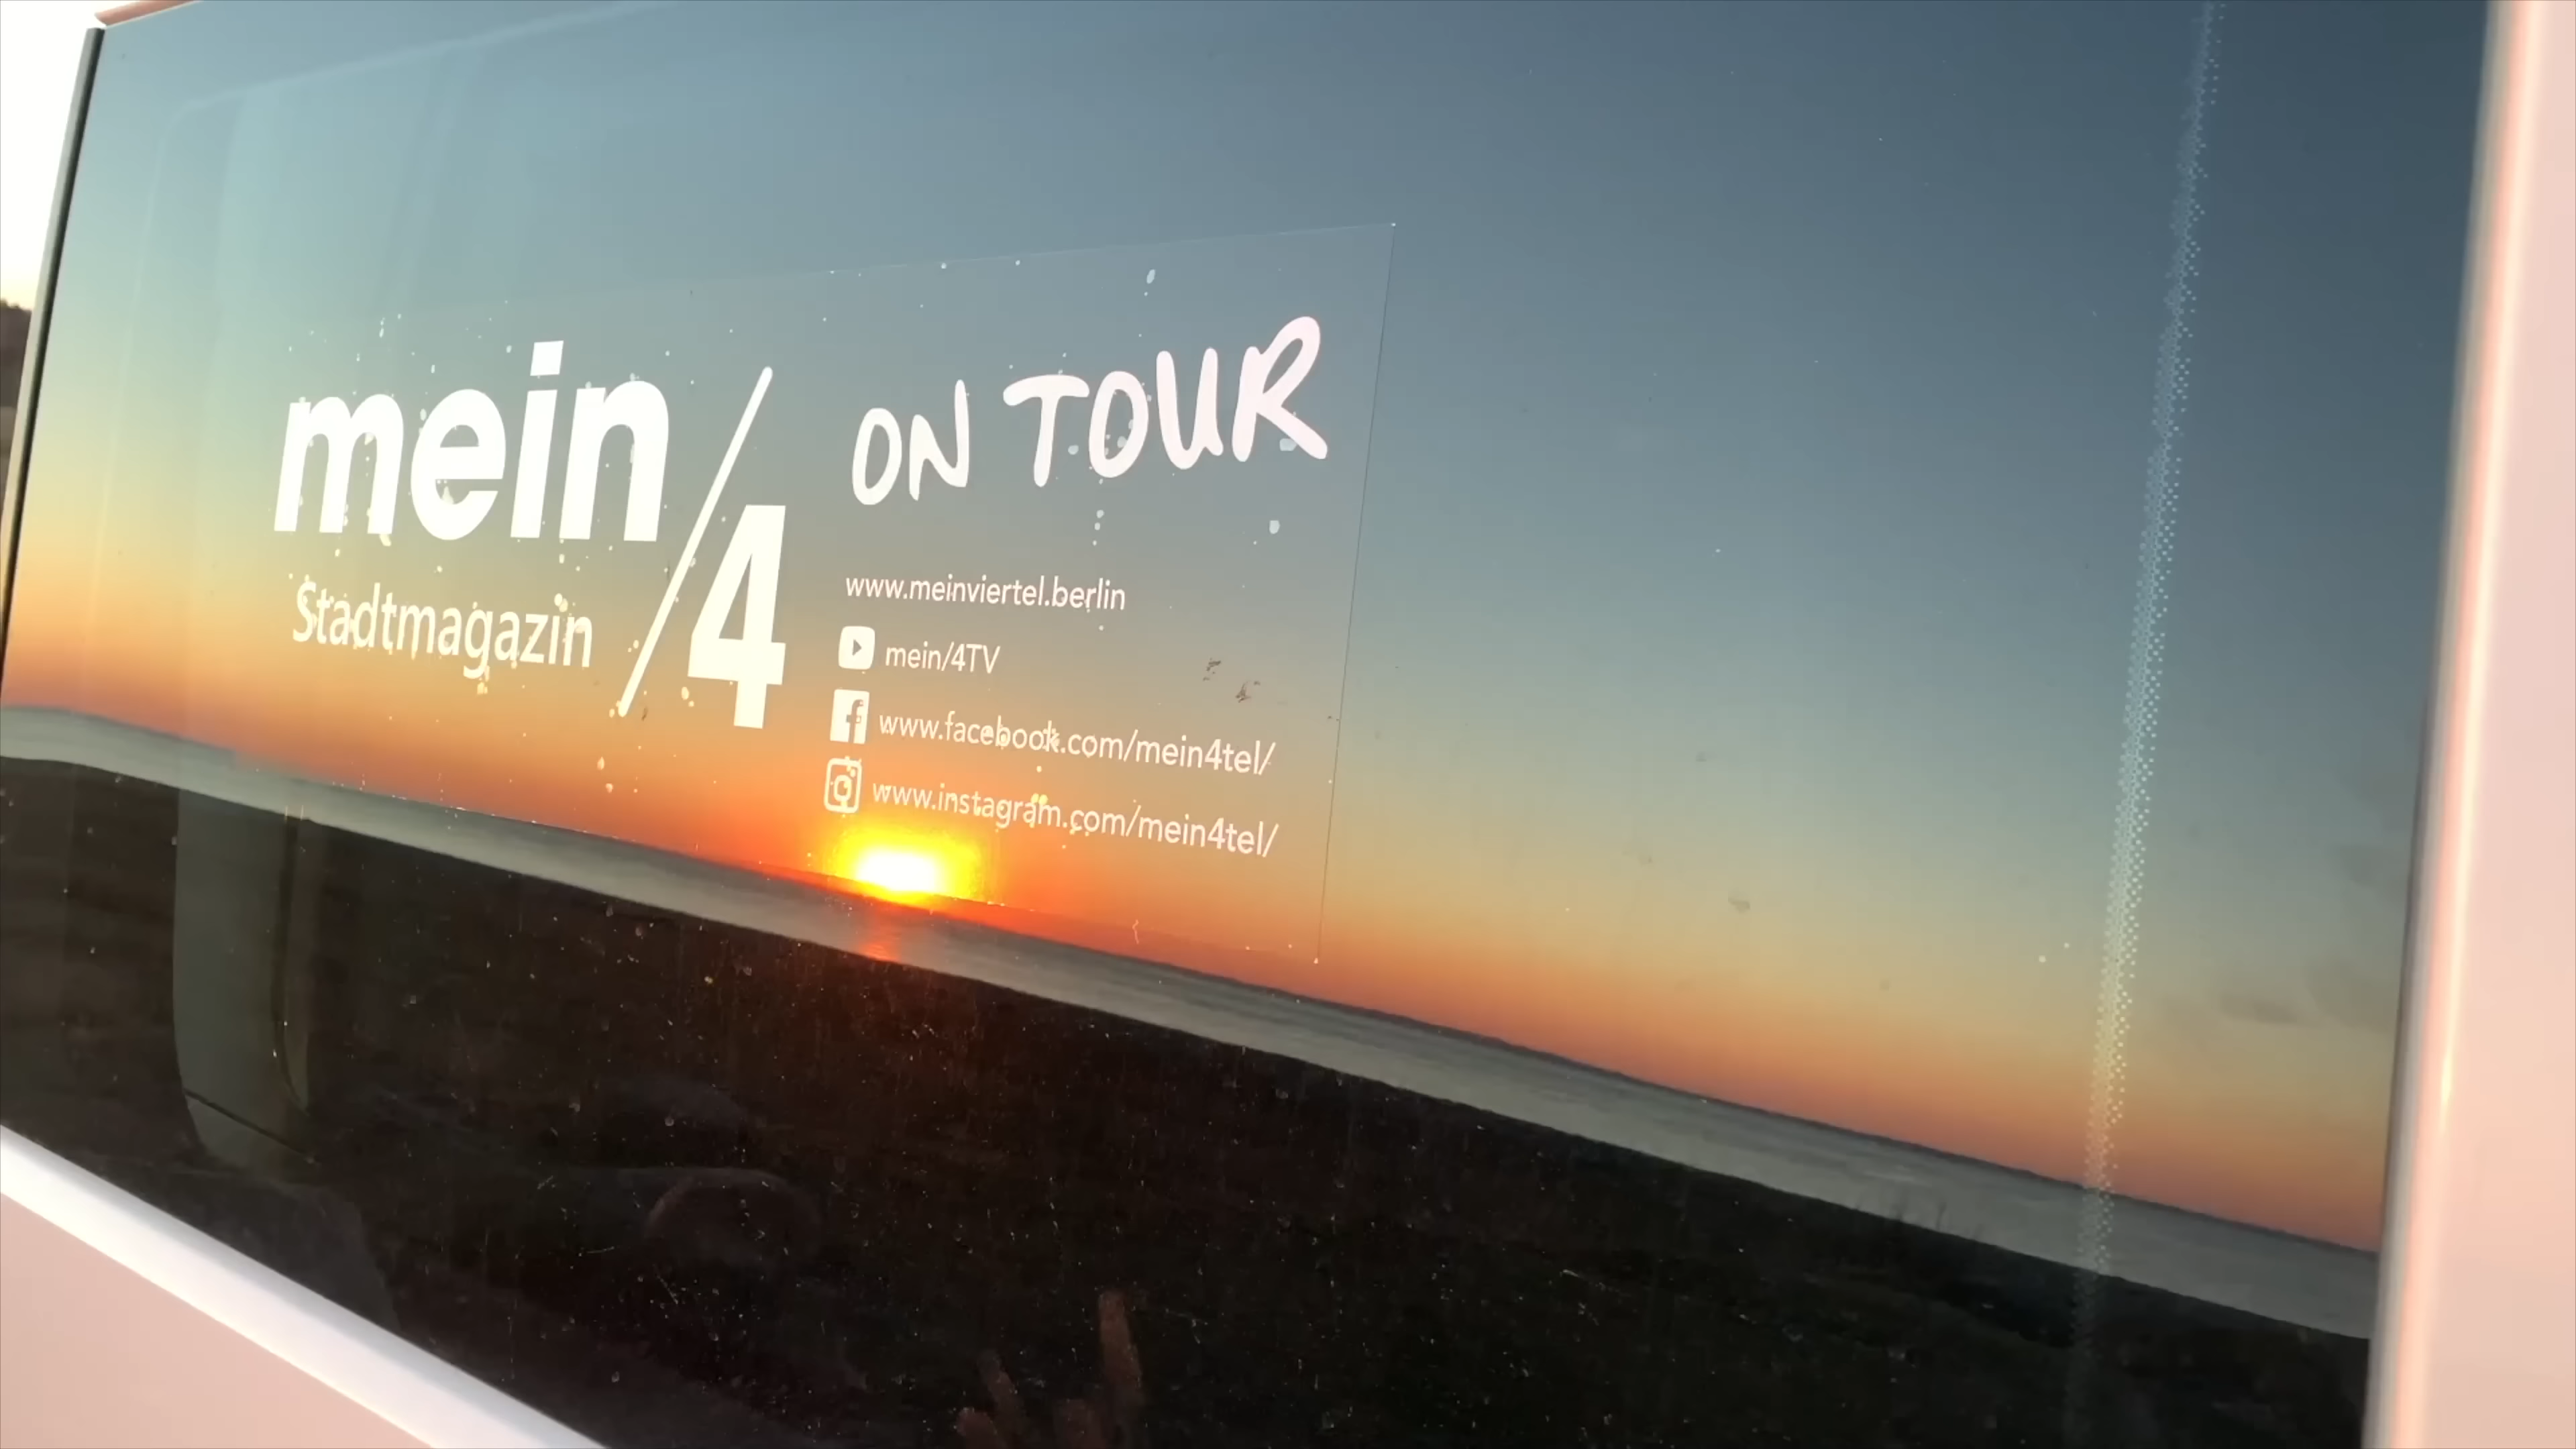 mein/4
Stadtmagazin
ON TOUR
www.meinviertel.berlin
mein/4TV
www.facebook.com/mein4tel/
www.instagram.com/mein4tel/